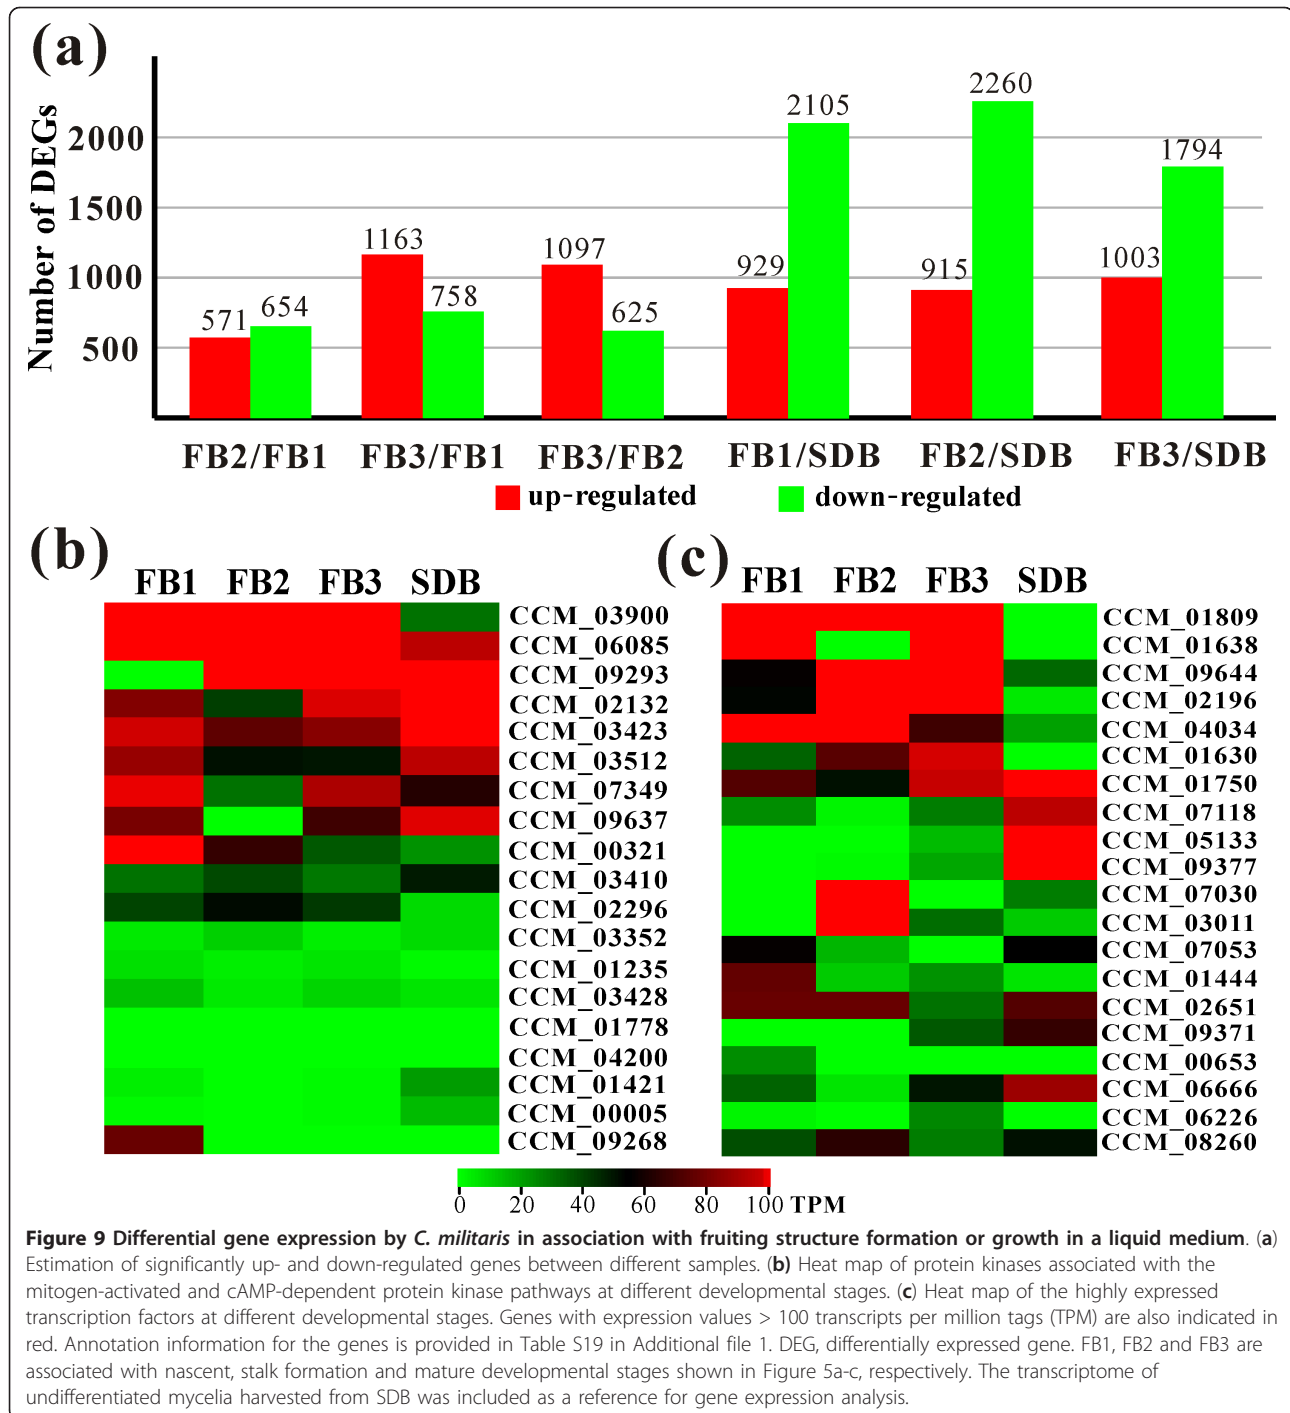 (a)
Number of DEGs
2000
1500
1000
500
571
654
1163
758
1097
625
929
2105
915
2260
1003
1794
FB2/FB1 FB3/FB1 FB3/FB2 FB1/SDB FB2/SDB FB3/SDB
up-regulated down-regulated
(b)
FB1 FB2 FB3 SDB
CCM_03900
CCM_06085
CCM_09293
CCM_02132
CCM_03423
CCM_03512
CCM_07349
CCM_09637
CCM_00321
CCM_03410
CCM_02296
CCM_03352
CCM_01235
CCM_03428
CCM_01778
CCM_04200
CCM_01421
CCM_00005
CCM_09268
(c)
FB1 FB2 FB3 SDB
CCM_01809
CCM_01638
CCM_09644
CCM_02196
CCM_04034
CCM_01630
CCM_01750
CCM_07118
CCM_05133
CCM_09377
CCM_07030
CCM_03011
CCM_07053
CCM_01444
CCM_02651
CCM_09371
CCM_00653
CCM_06666
CCM_06226
CCM_08260
0 20 40 60 80 100 TPM
Figure 9 Differential gene expression by C. militaris in association with fruiting structure formation or growth in a liquid medium. (a)
Estimation of significantly up- and down-regulated genes between different samples. (b) Heat map of protein kinases associated with the
mitogen-activated and cAMP-dependent protein kinase pathways at different developmental stages. (c) Heat map of the highly expressed
transcription factors at different developmental stages. Genes with expression values > 100 transcripts per million tags (TPM) are also indicated in
red. Annotation information for the genes is provided in Table S19 in Additional file 1. DEG, differentially expressed gene. FB1, FB2 and FB3 are
associated with nascent, stalk formation and mature developmental stages shown in Figure 5a-c, respectively. The transcriptome of
undifferentiated mycelia harvested from SDB was included as a reference for gene expression analysis.